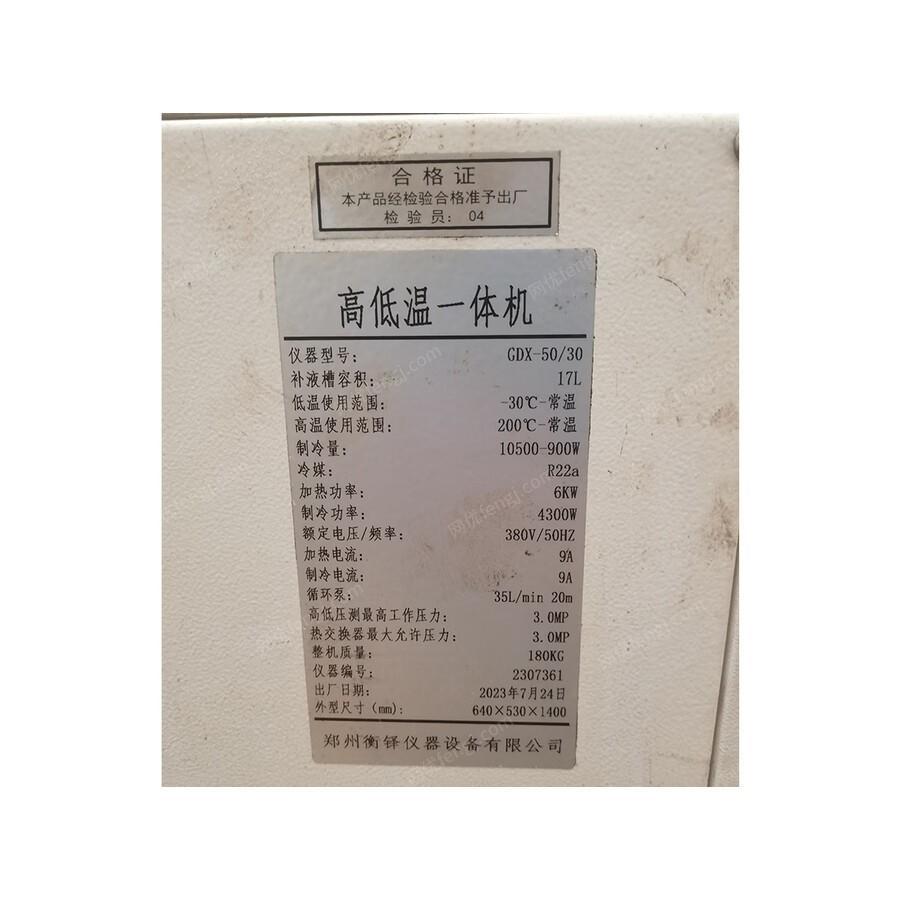 合格证
本产品经检验合格准予出厂
检 验 员： 04
高低温一体机
仪器型号： GDX-50/30
补液槽容积： 17L
低温使用范围： -30℃-常温
高温使用范围： 200℃-常温
制冷量： 10500-900W
冷媒： R22a
加热功率： 6KW
制冷功率： 4300W
额定电压/频率： 380V/50HZ
加热电流： 9A
制冷电流： 9A
循环泵： 35L/min 20m
高低压测最高工作压力： 3.0MP
热交换器最大允许压力： 3.0MP
整机质量： 180KG
仪器编号： 2307361
出厂日期： 2023年7月24日
外型尺寸（mm）： 640×530×1400
郑州衡铎仪器设备有限公司
网优fengj.com